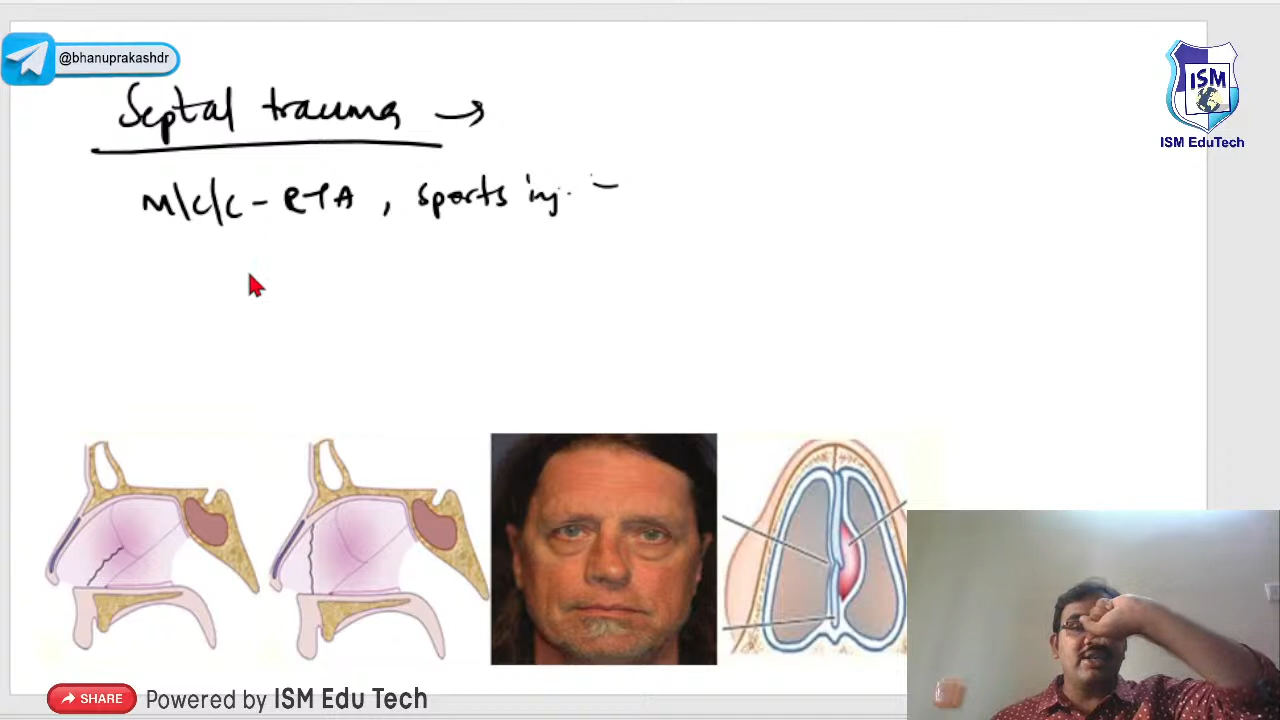 @bhanuprakashdr
ISM
ISM EduTech
Septal trauma →
M/C/C - RTA, sports inj. -
SHARE
Powered by ISM Edu Tech